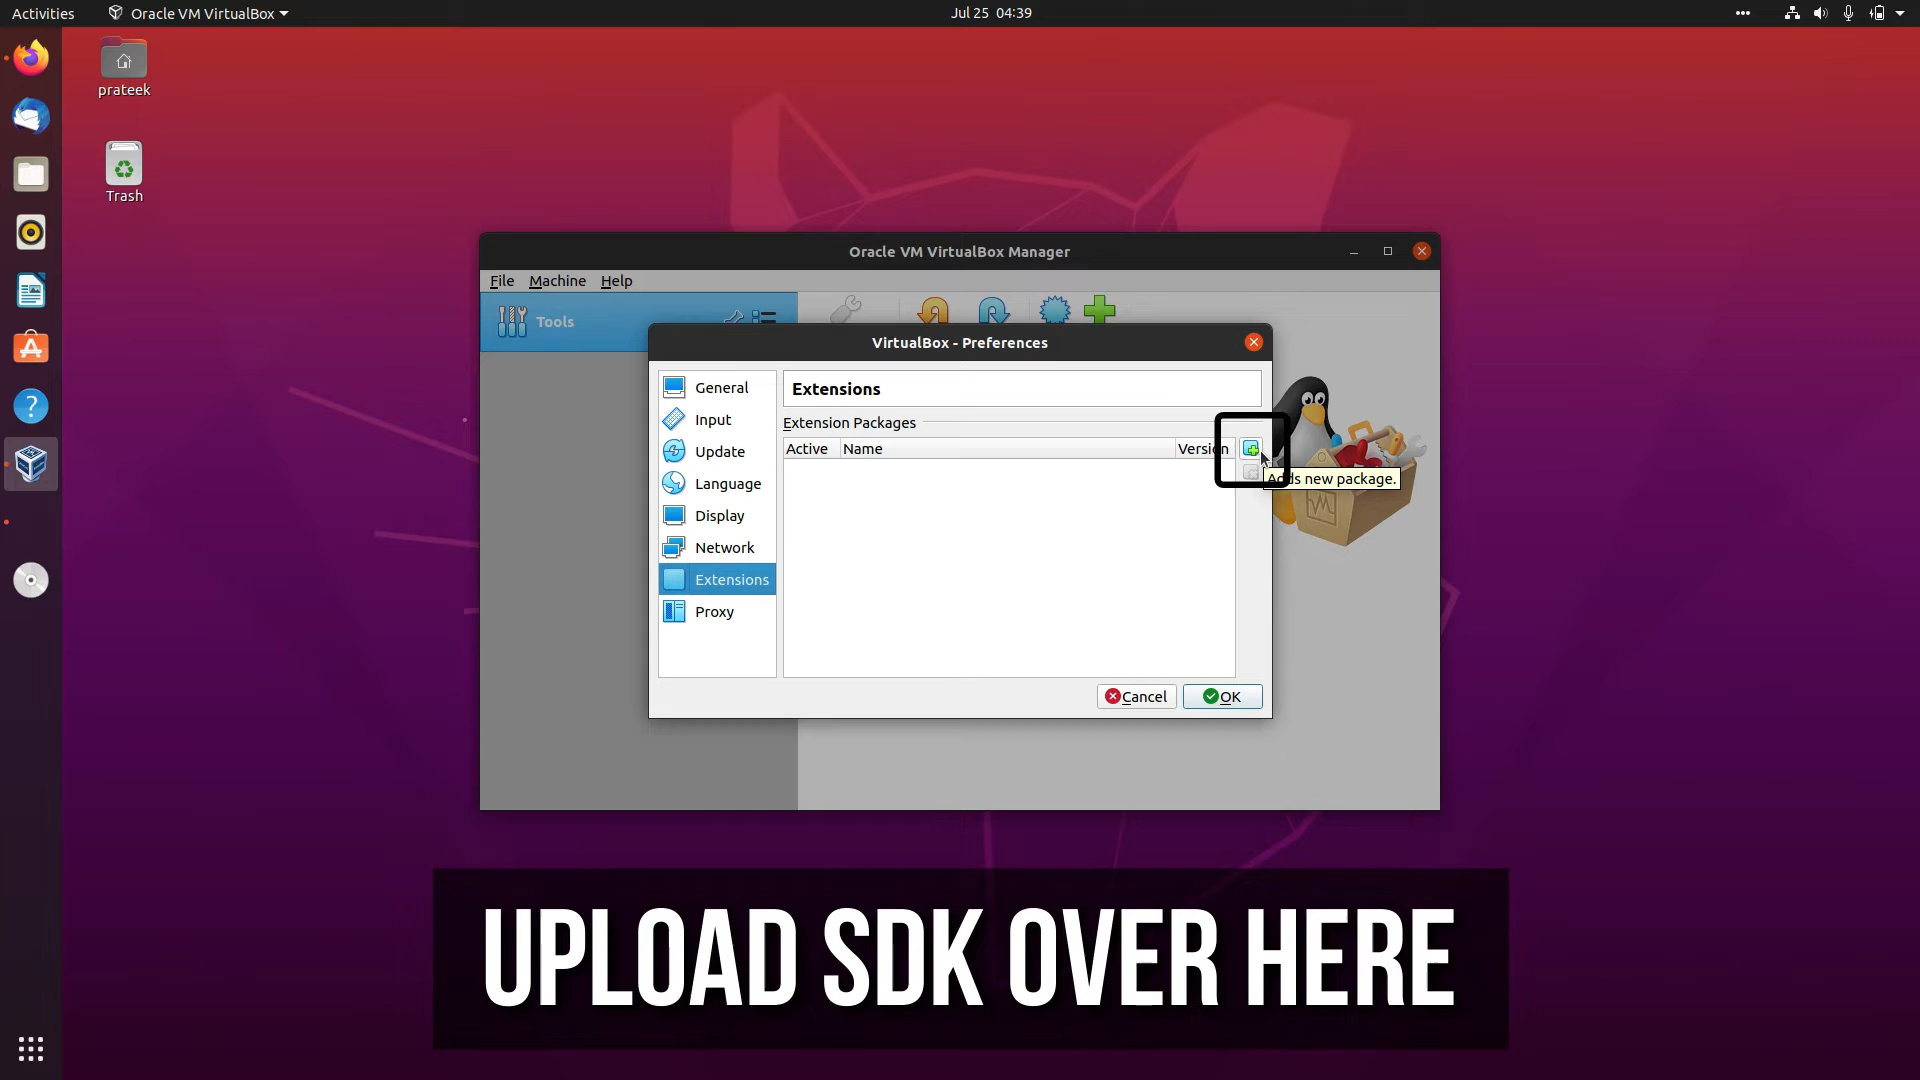 Activities
Oracle VM VirtualBox
Jul 25 04:39
prateek
Trash
Oracle VM VirtualBox Manager
File Machine Help
Tools
VirtualBox - Preferences
General
Input
Update
Language
Display
Network
Extensions
Proxy
Extensions
Extension Packages
Active Name Version
Adds new package.
Cancel OK
UPLOAD SDK OVER HERE